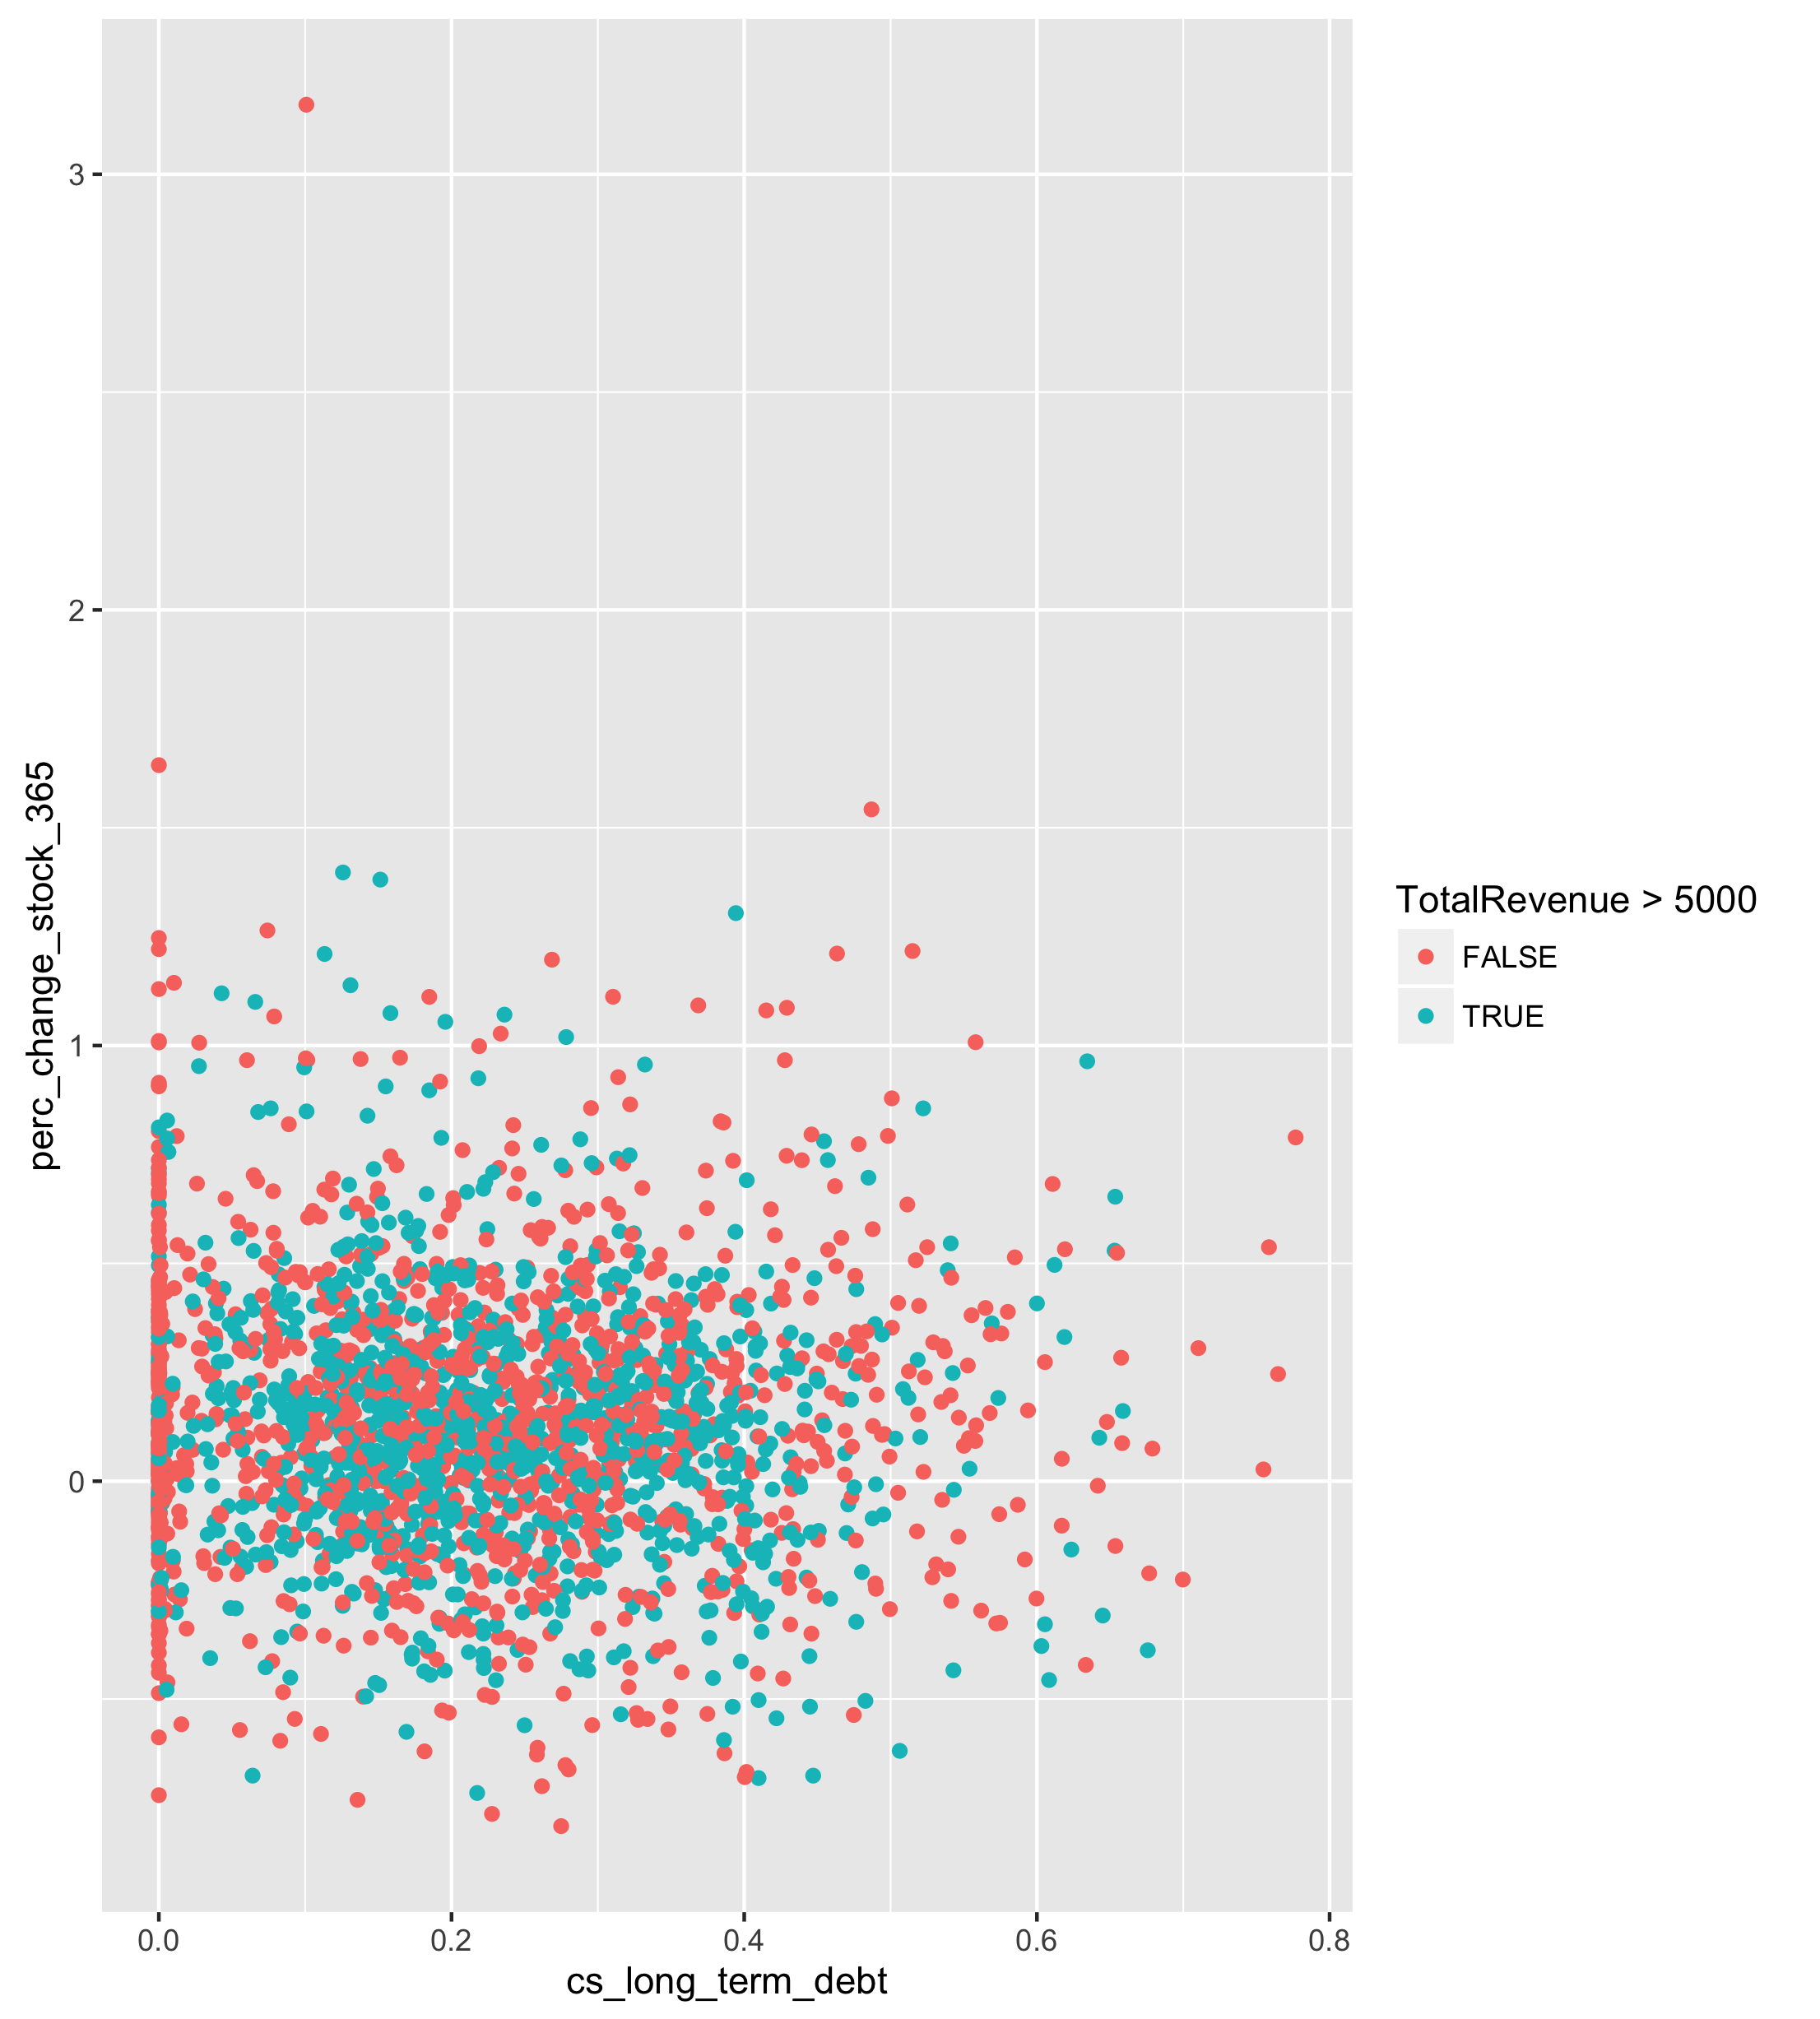 3
2
1
0
perc_change_stock_365
0.0 0.2 0.4 0.6 0.8
cs_long_term_debt
TotalRevenue > 5000
FALSE
TRUE